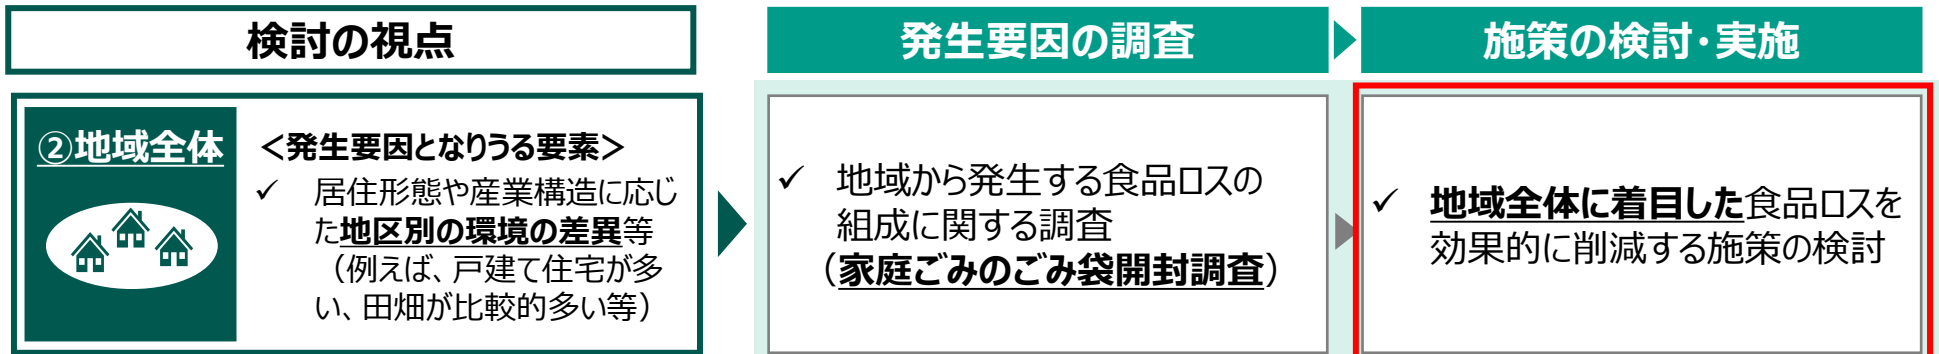 検討の視点
発生要因の調査
施策の検討・実施
②地域全体
<発生要因となりうる要素>
✓ 居住形態や産業構造に応じ
た地区別の環境の差異等
（例えば、戸建て住宅が多
い、田畑が比較的多い等）
✓ 地域から発生する食品ロスの
組成に関する調査
（家庭ごみのごみ袋開封調査）
✓ 地域全体に着目した食品ロスを
効果的に削減する施策の検討